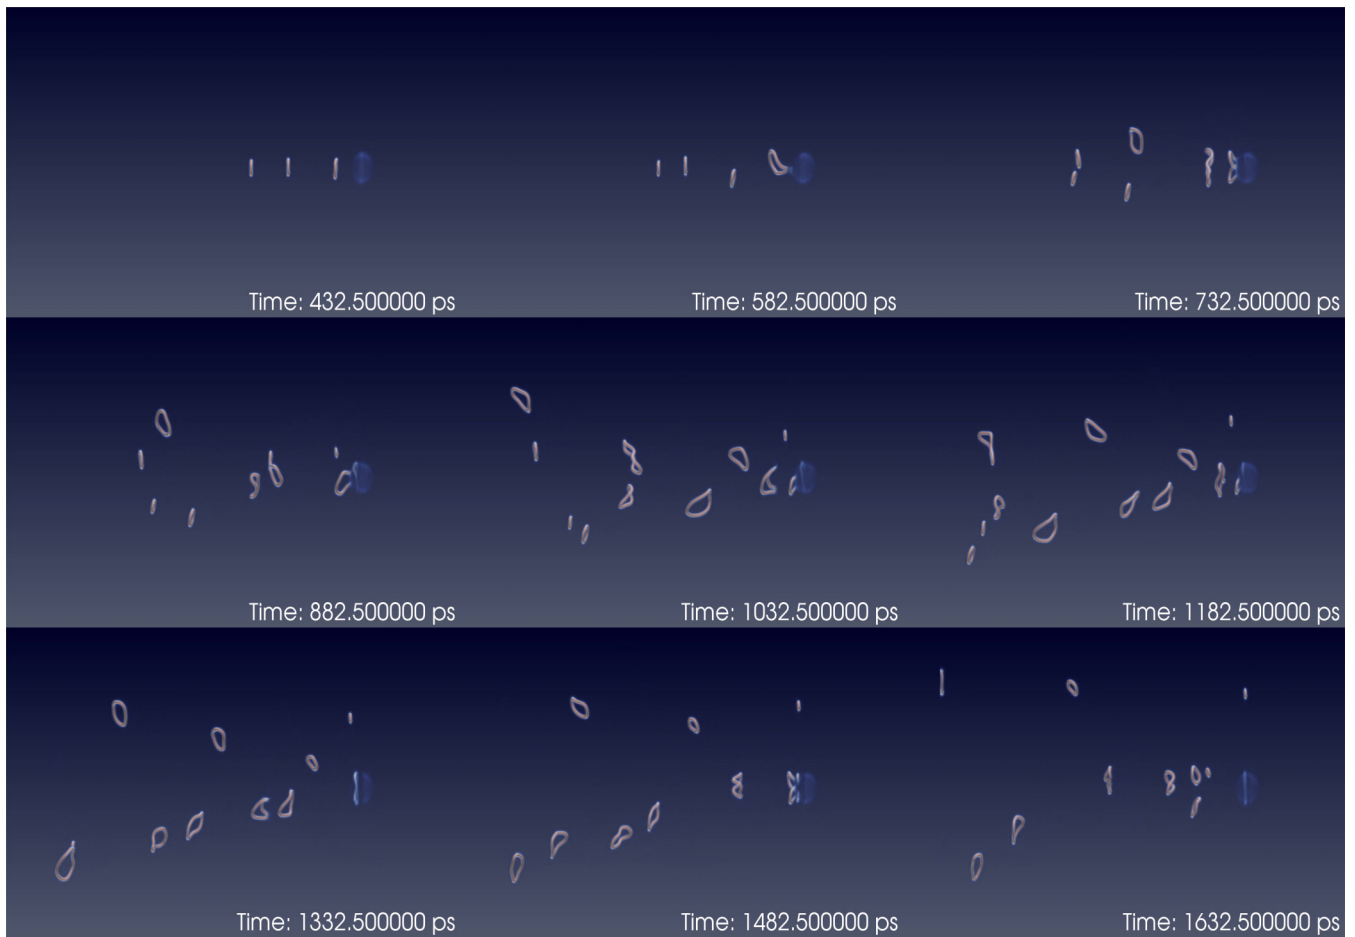 Time: 432.500000 ps
Time: 582.500000 ps
Time: 732.500000 ps
Time: 882.500000 ps
Time: 1032.500000 ps
Time: 1182.500000 ps
Time: 1332.500000 ps
Time: 1482.500000 ps
Time: 1632.500000 ps